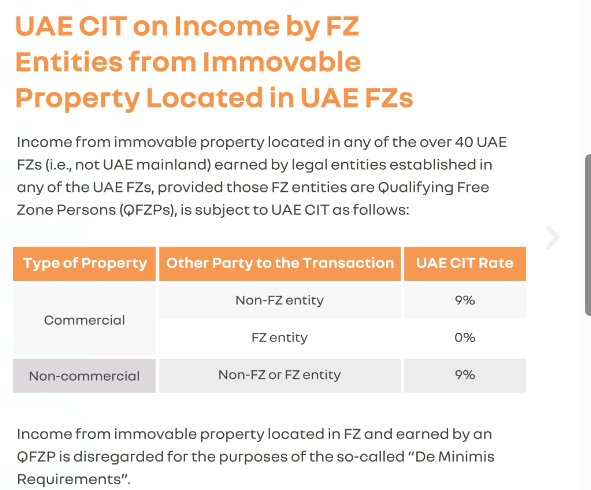 UAE CIT on Income by FZ
Entities from Immovable
Property Located in UAE FZs
Income from immovable property located in any of the over 40 UAE
FZs (i.e., not UAE mainland) earned by legal entities established in
any of the UAE FZs, provided those FZ entities are Qualifying Free
Zone Persons (QFZPs), is subject to UAE CIT as follows:
Type of Property Other Party to the Transaction UAE CIT Rate
Commercial
Non-FZ entity 9%
FZ entity 0%
Non-commercial Non-FZ or FZ entity 9%
Income from immovable property located in FZ and earned by an
QFZP is disregarded for the purposes of the so-called "De Minimis
Requirements".